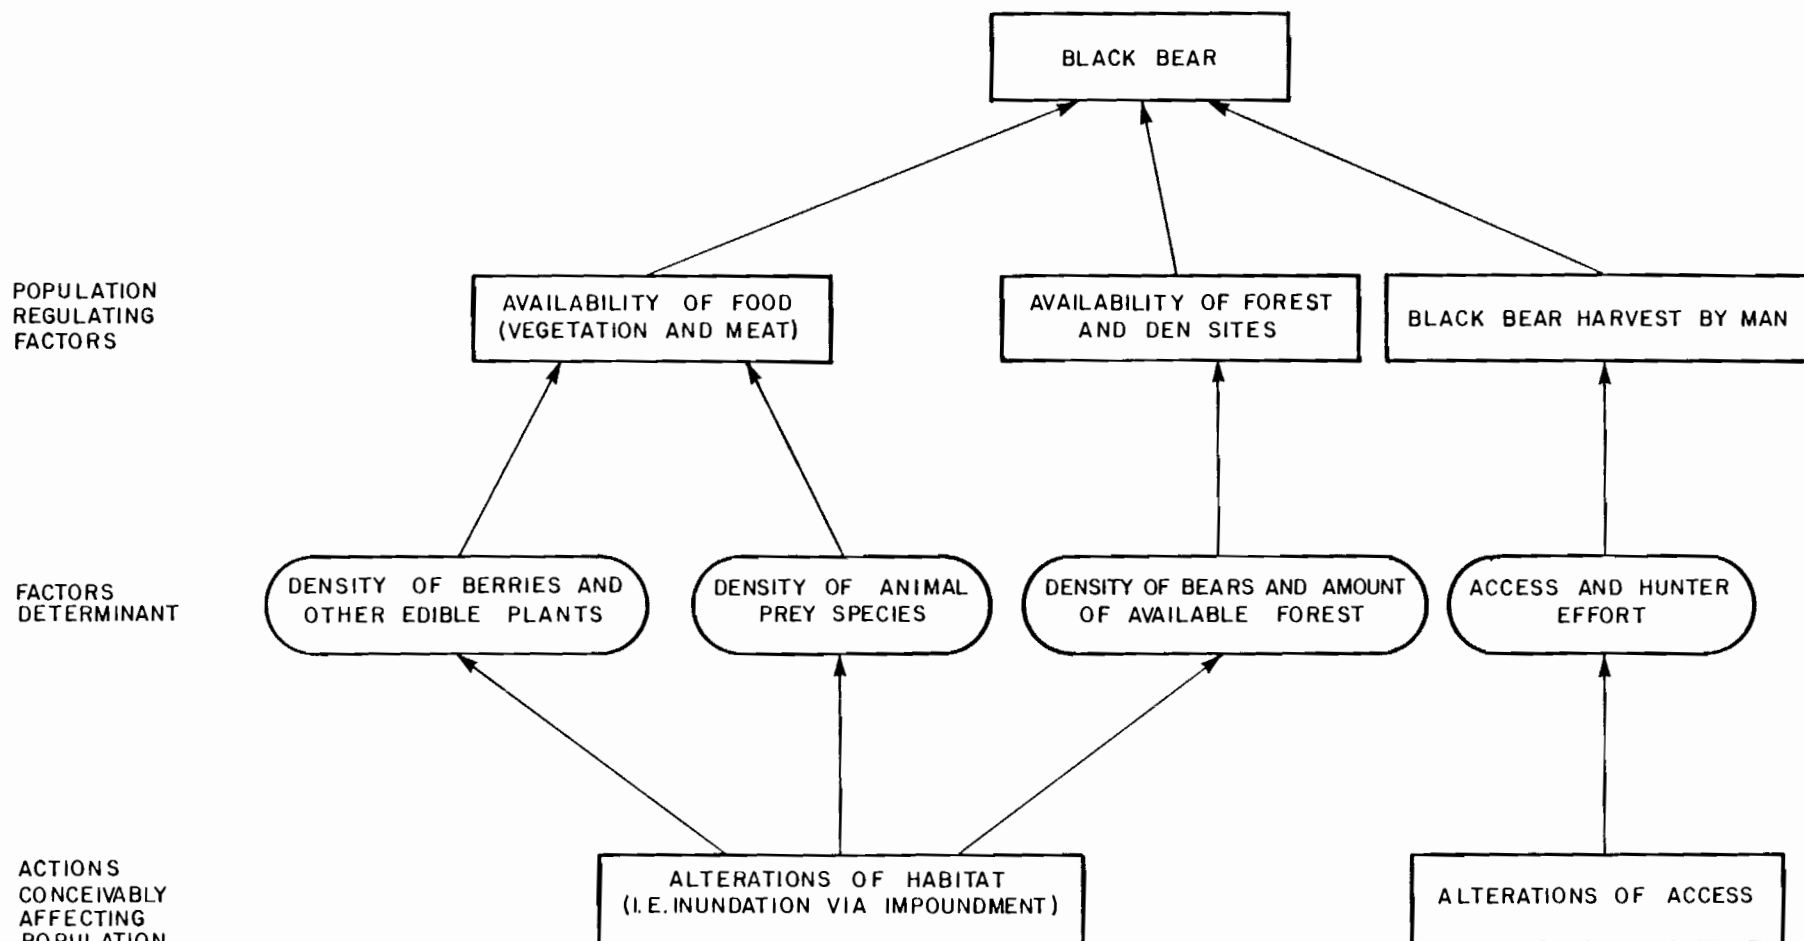 BLACK BEAR
POPULATION
REGULATING
FACTORS
AVAILABILITY OF FOOD
(VEGETATION AND MEAT)
AVAILABILITY OF FOREST
AND DEN SITES
BLACK BEAR HARVEST BY MAN
FACTORS
DETERMINANT
DENSITY OF BERRIES AND
OTHER EDIBLE PLANTS
DENSITY OF ANIMAL
PREY SPECIES
DENSITY OF BEARS AND AMOUNT
OF AVAILABLE FOREST
ACCESS AND HUNTER
EFFORT
ACTIONS
CONCEIVABLY
AFFECTING
POPULATION
ALTERATIONS OF HABITAT
(I.E. INUNDATION VIA IMPOUNDMENT)
ALTERATIONS OF ACCESS